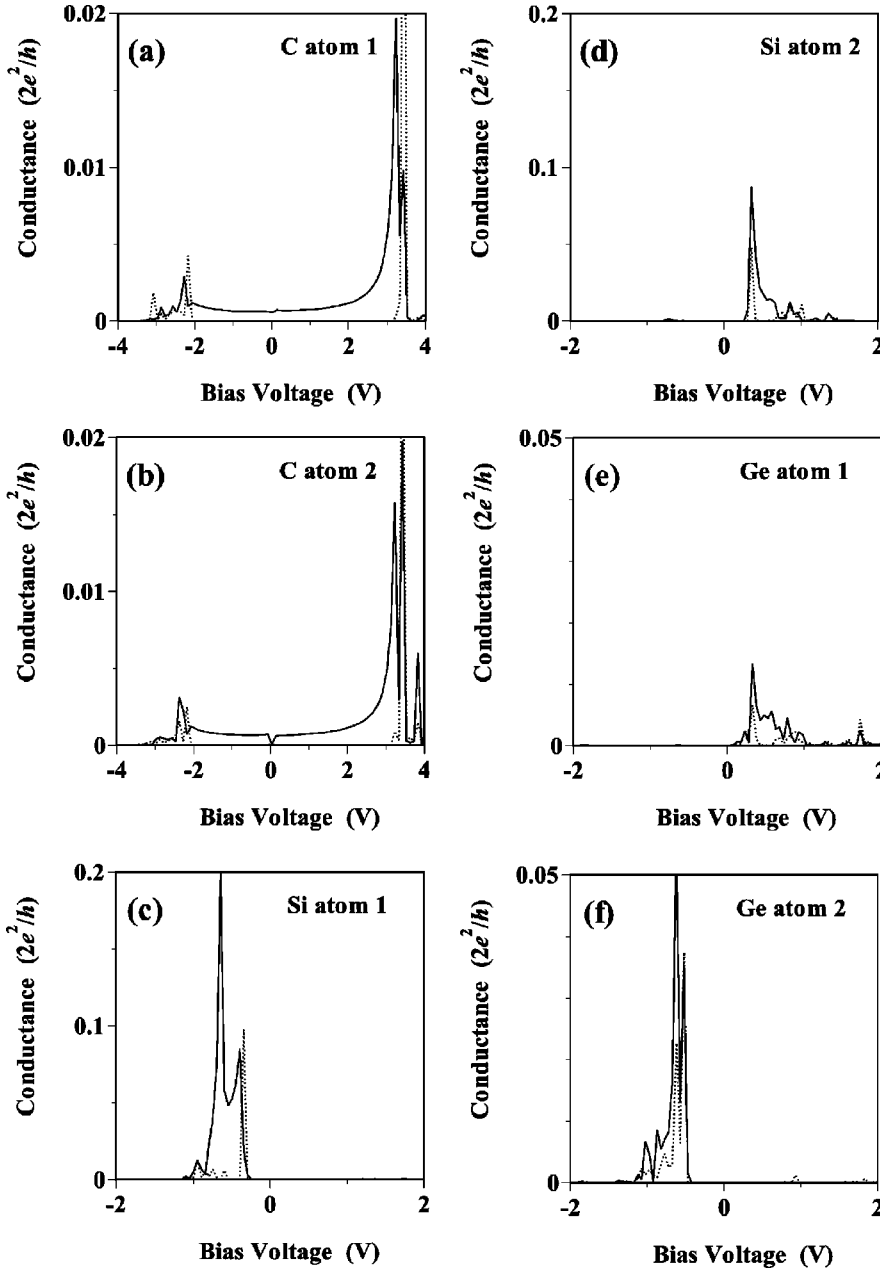 0.02
(a)
C atom 1
0.01
0
Conductance (2e²/h)
-4
-2
0
2
4
Bias Voltage (V)
0.2
(d)
Si atom 2
0.1
0
Conductance (2e²/h)
-2
0
2
Bias Voltage (V)
0.02
(b)
C atom 2
0.01
0
Conductance (2e²/h)
-4
-2
0
2
4
Bias Voltage (V)
0.05
(e)
Ge atom 1
0
Conductance (2e²/h)
-2
0
2
Bias Voltage (V)
0.2
(c)
Si atom 1
0.1
0
Conductance (2e²/h)
-2
0
2
Bias Voltage (V)
0.05
(f)
Ge atom 2
0
Conductance (2e²/h)
-2
0
2
Bias Voltage (V)